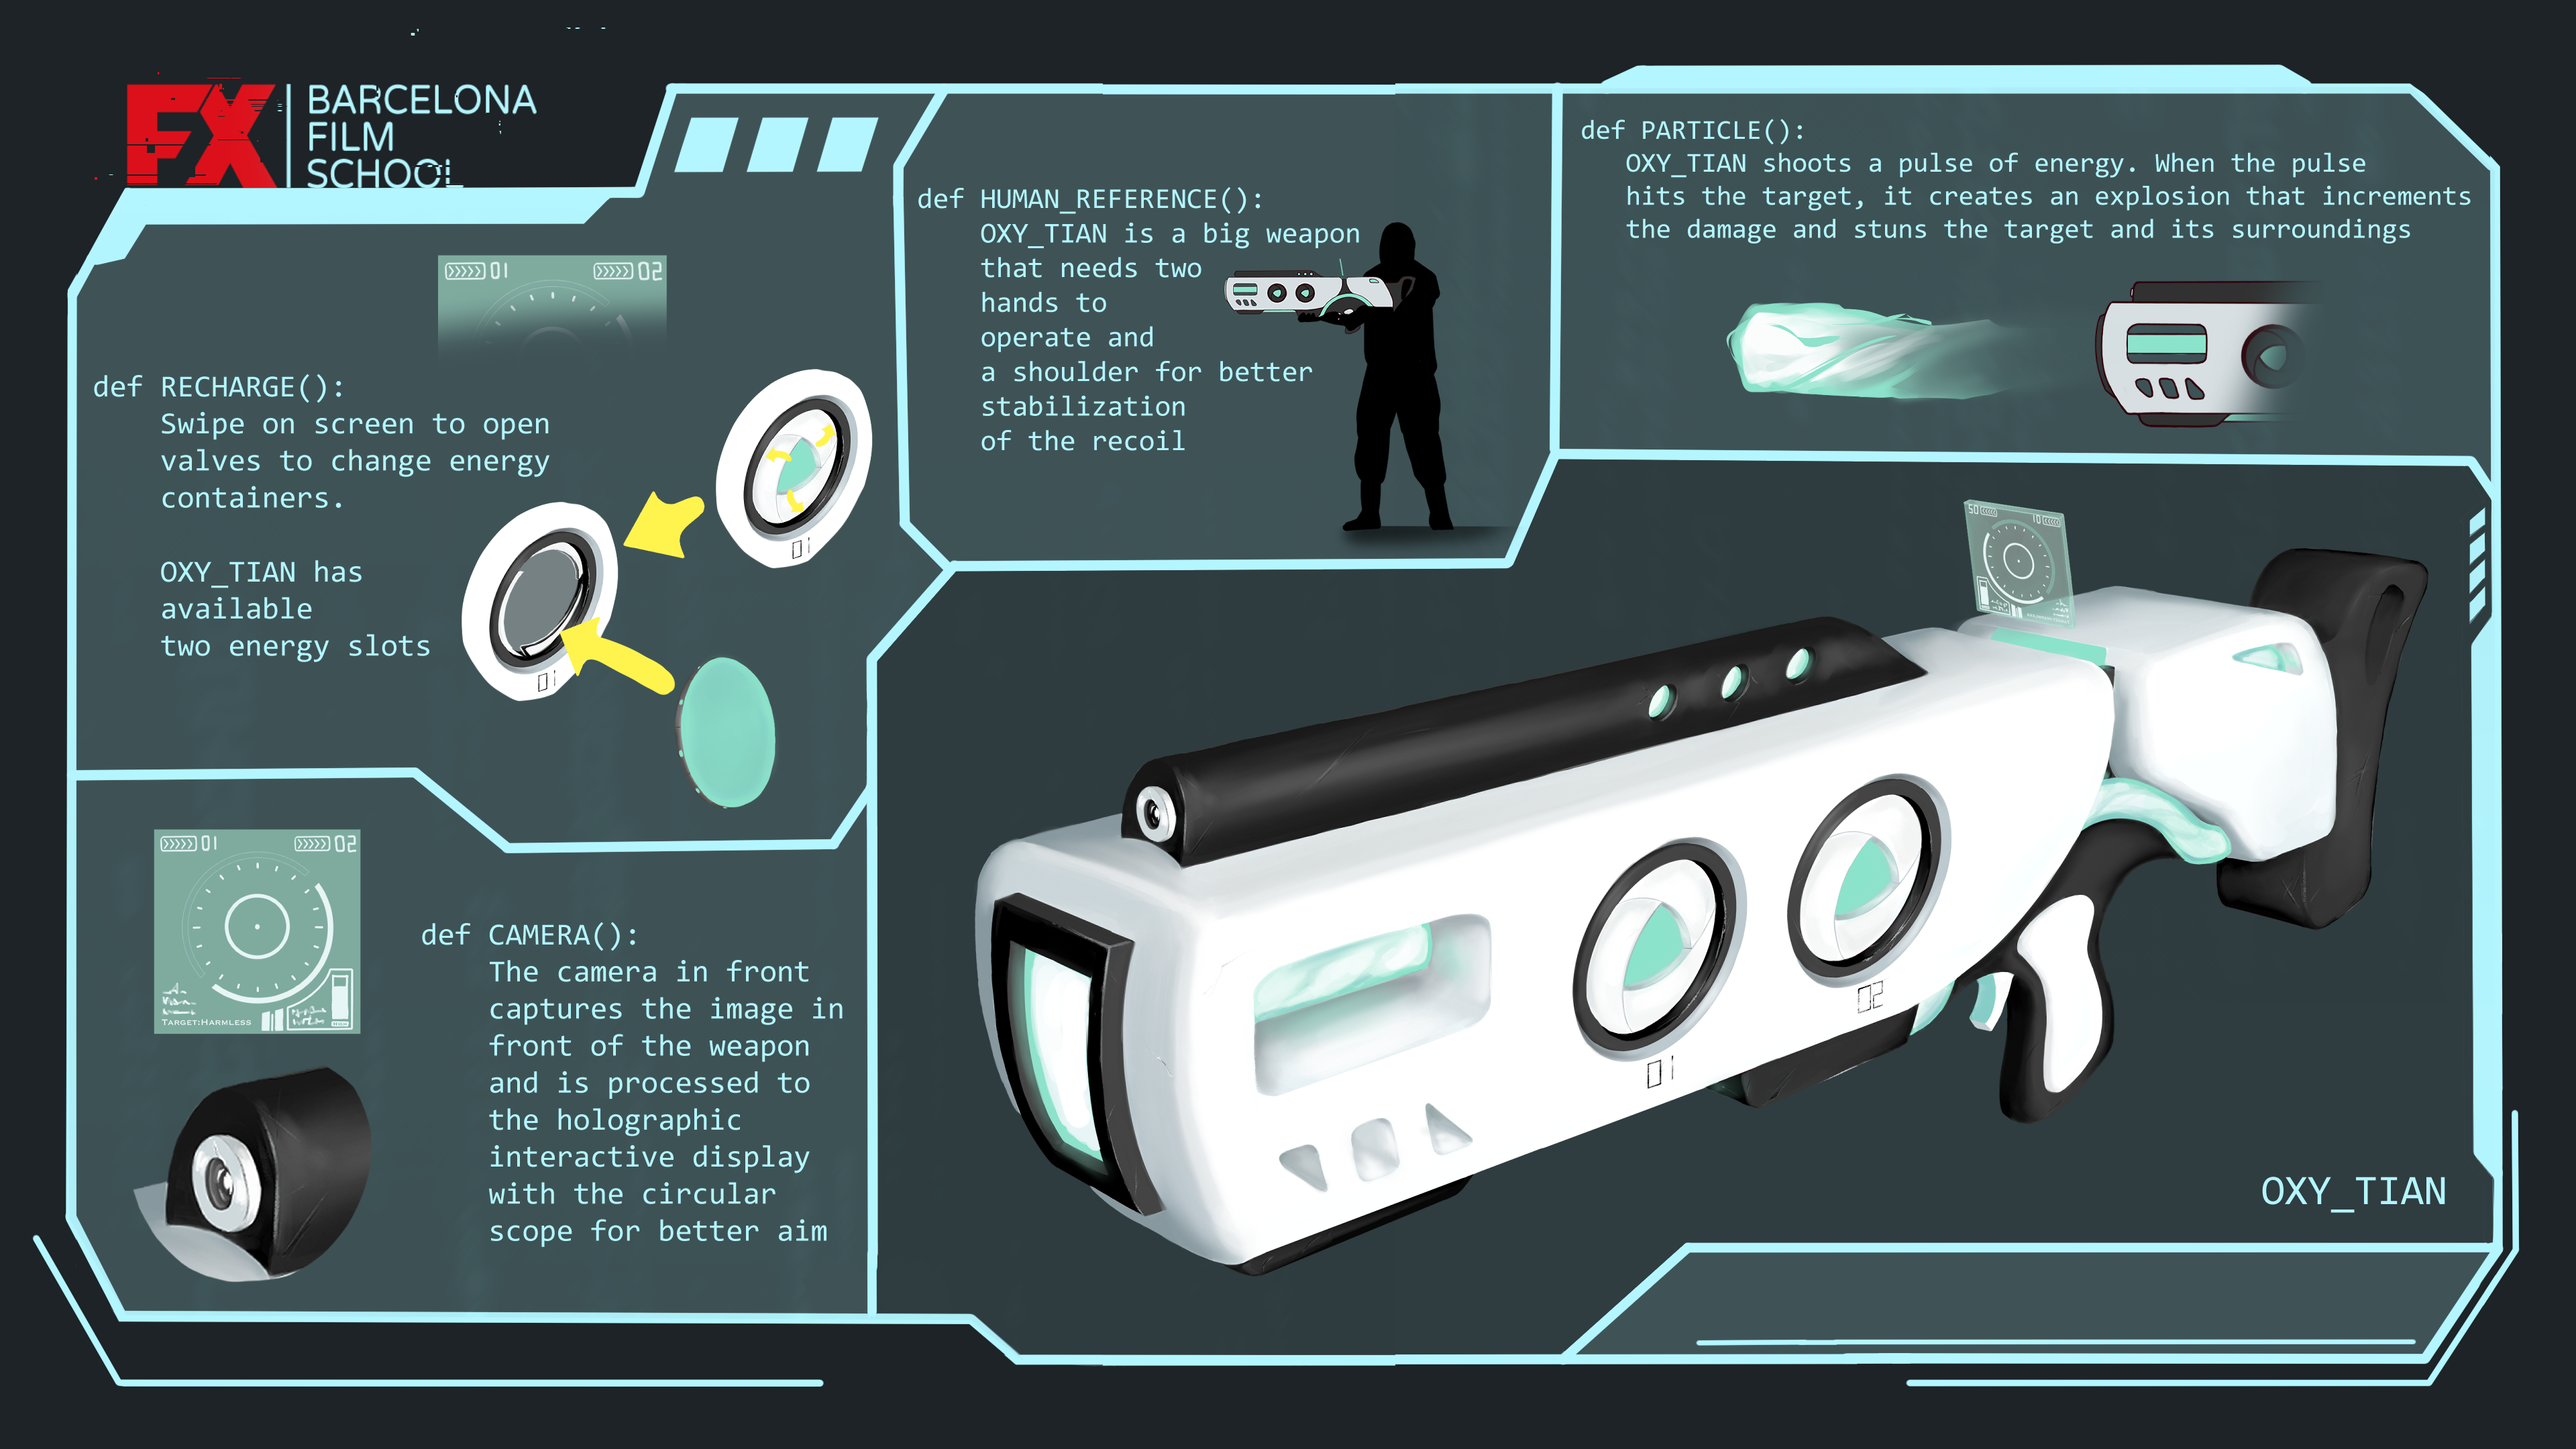 FX
BARCELONA
FILM
SCHOOL
01 02
def RECHARGE():
Swipe on screen to open
valves to change energy
containers.
OXY_TIAN has
available
two energy slots
01
01
def HUMAN_REFERENCE():
OXY_TIAN is a big weapon
that needs two
hands to
operate and
a shoulder for better
stabilization
of the recoil
def PARTICLE():
OXY_TIAN shoots a pulse of energy. When the pulse
hits the target, it creates an explosion that increments
the damage and stuns the target and its surroundings
01 02
TARGET:HARMLESS
def CAMERA():
The camera in front
captures the image in
front of the weapon
and is processed to
the holographic
interactive display
with the circular
scope for better aim
02
01
OXY_TIAN